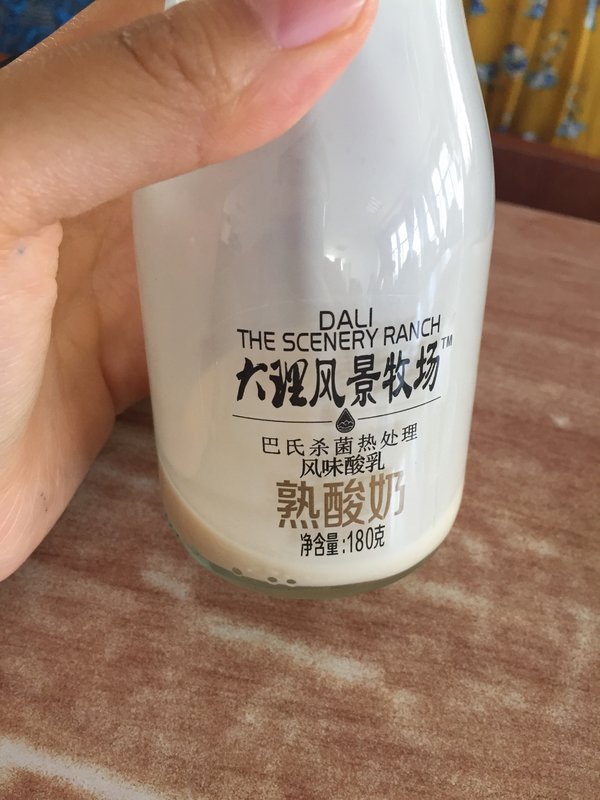 DALI
THE SCENERY RANCH
大理风景牧场™
巴氏杀菌热处理
风味酸乳
熟酸奶
净含量:180克